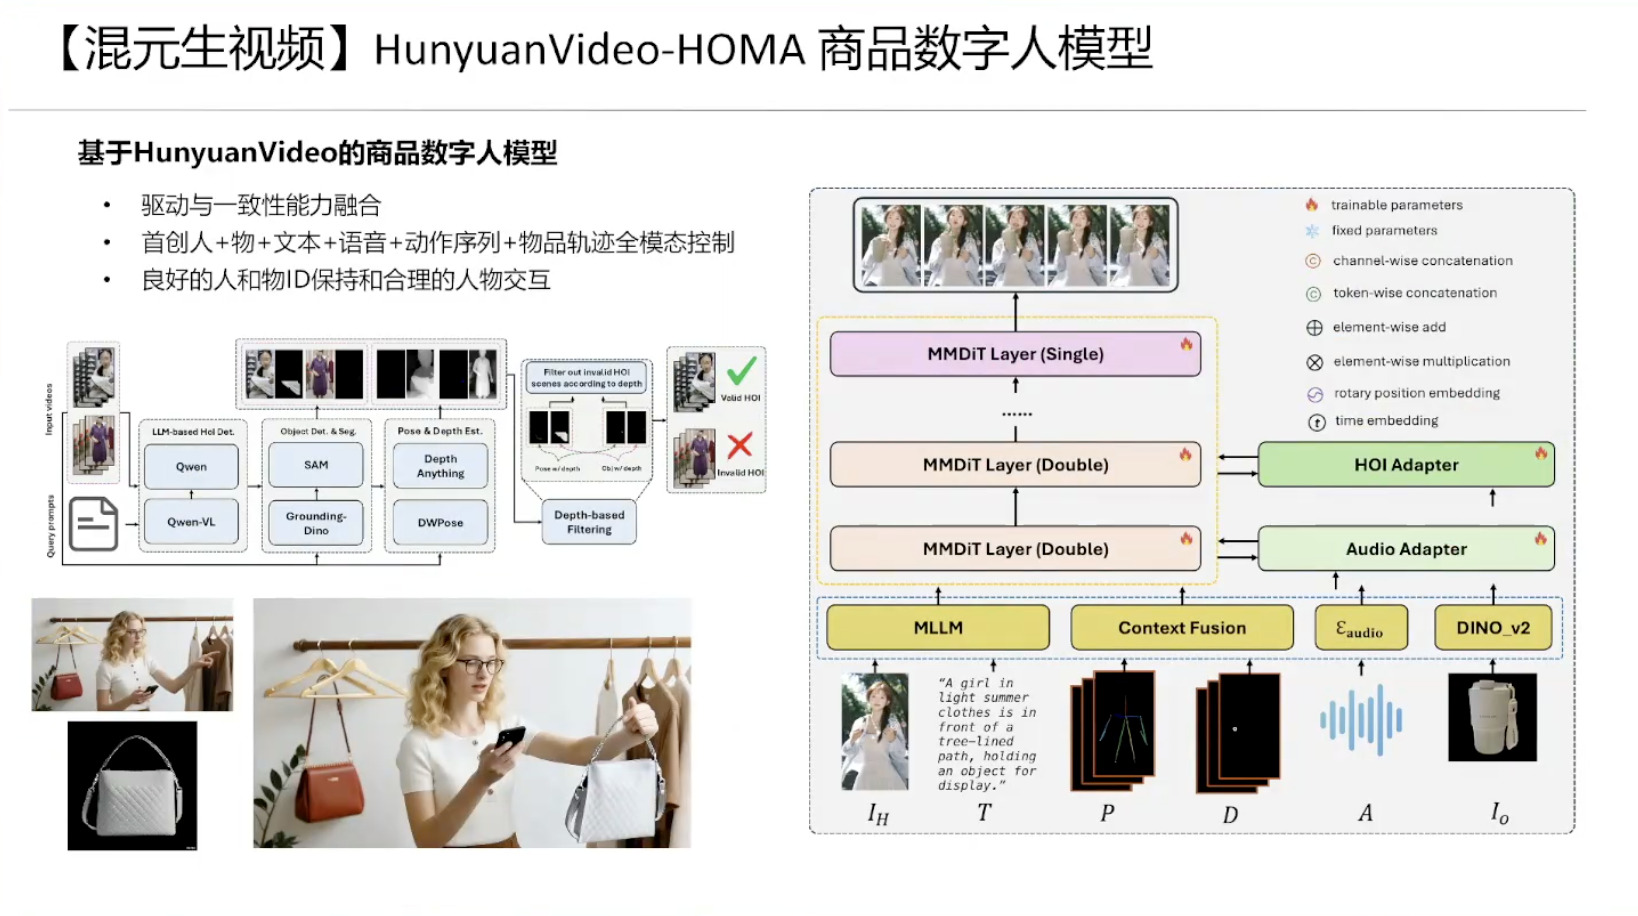 【混元生视频】HunyuanVideo-HOMA 商品数字人模型
基于HunyuanVideo的商品数字人模型
• 驱动与一致性能力融合
• 首创人+物+文本+语音+动作序列+物品轨迹全模态控制
• 良好的人和物ID保持和合理的人物交互
Input videos
Query prompts
LLM-based Hoi Det.
Qwen
Qwen-VL
Object Det. & Seg.
SAM
Grounding-
Dino
Pose & Depth Est.
Depth
Anything
DWPose
Filter out invalid HOI
scenes according to depth
Pose w/ depth
Obj w/ depth
Depth-based
Filtering
Valid HOI
Invalid HOI
trainable parameters
fixed parameters
C channel-wise concatenation
C token-wise concatenation
element-wise add
element-wise multiplication
rotary position embedding
t time embedding
MMDiT Layer (Single)
......
MMDiT Layer (Double)
HOI Adapter
MMDiT Layer (Double)
Audio Adapter
MLLM
Context Fusion
Ɛaudio
DINO_v2
“A girl in
light summer
clothes is in
front of a
tree-lined
path, holding
an object for
display.”
I_H
T
P
D
A
I_o